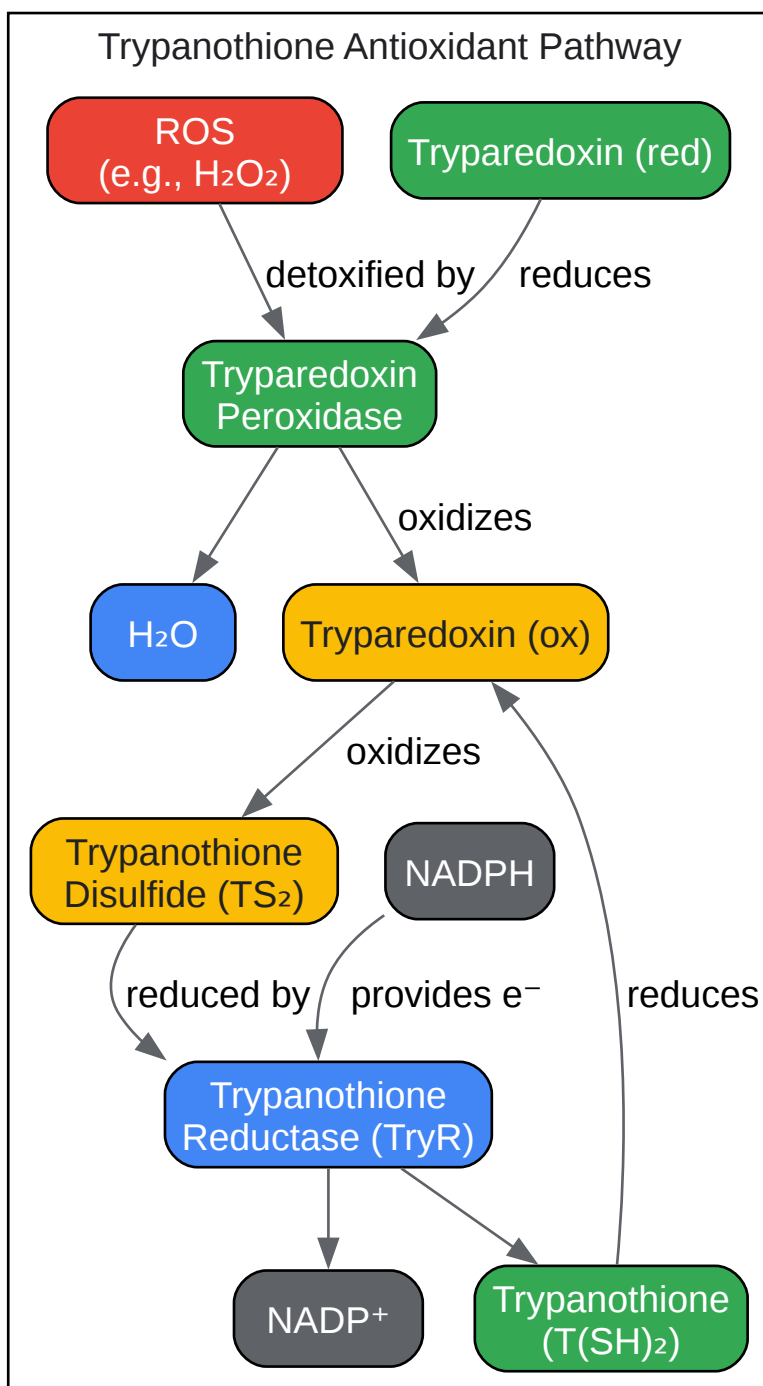 Trypanothione Antioxidant Pathway
ROS
(e.g., H₂O₂)
Tryparedoxin (red)
detoxified by
reduces
Tryparedoxin
Peroxidase
oxidizes
H₂O
Tryparedoxin (ox)
oxidizes
Trypanothione
Disulfide (TS₂)
NADPH
reduced by
provides e⁻
reduces
Trypanothione
Reductase (TryR)
NADP⁺
Trypanothione
(T(SH)₂)